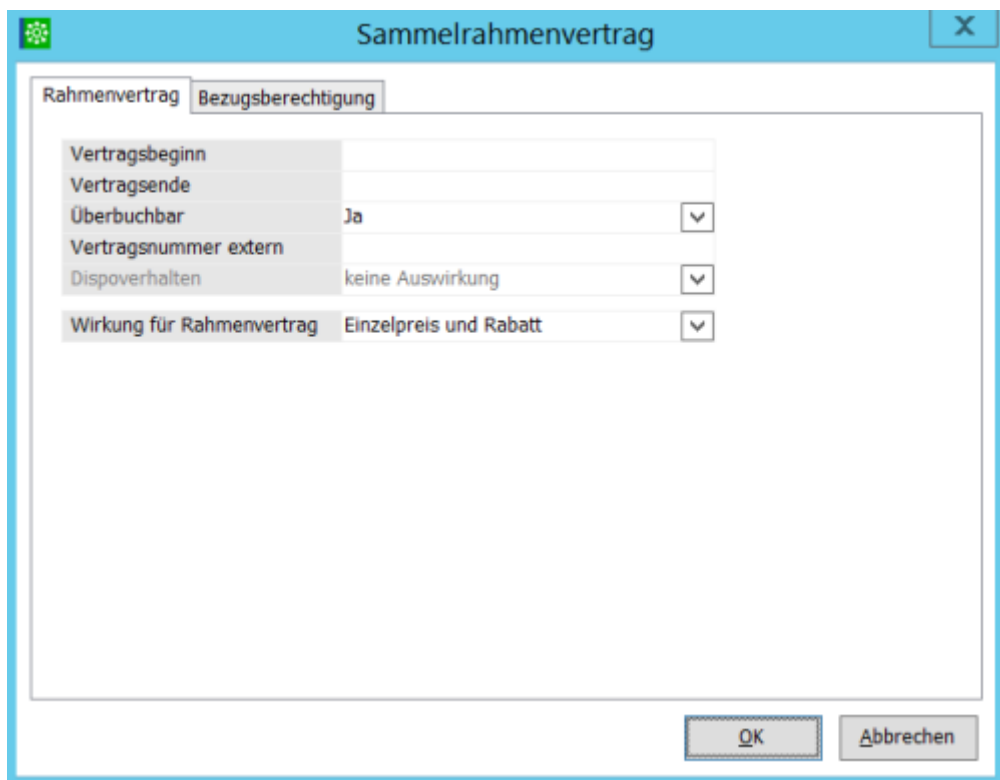 Sammelrahmenvertrag
X
Rahmenvertrag Bezugsberechtigung
Vertragsbeginn
Vertragsende
Überbuchbar Ja
Vertragsnummer extern
Dispoverhalten keine Auswirkung
Wirkung für Rahmenvertrag Einzelpreis und Rabatt
OK Abbrechen